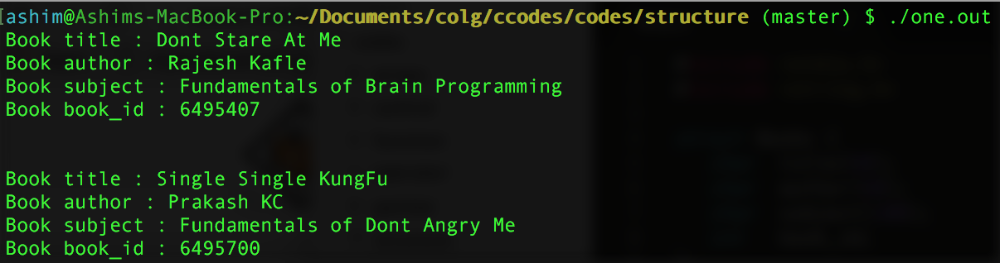 [ashim@Ashims-MacBook-Pro:~/Documents/colg/ccodes/codes/structure (master) $ ./one.out
Book title : Dont Stare At Me
Book author : Rajesh Kafle
Book subject : Fundamentals of Brain Programming
Book book_id : 6495407
Book title : Single Single KungFu
Book author : Prakash KC
Book subject : Fundamentals of Dont Angry Me
Book book_id : 6495700